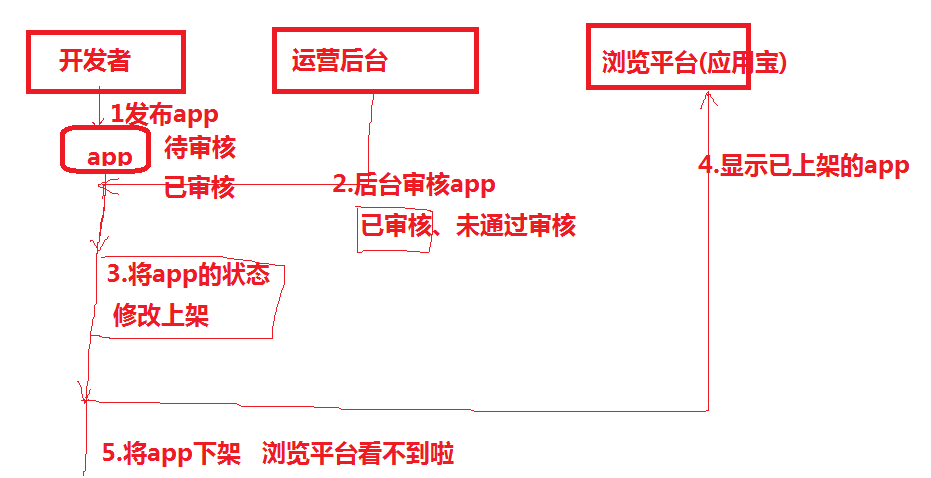 开发者
运营后台
浏览平台(应用宝)
1发布app
app
待审核
已审核
2.后台审核app
已审核、未通过审核
3.将app的状态
修改上架
4.显示已上架的app
5.将app下架 浏览平台看不到啦